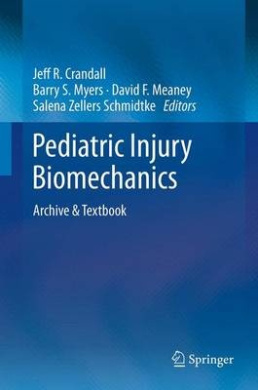 Jeff R. Crandall
Barry S. Myers · David F. Meaney
Salena Zellers Schmidtke Editors
Pediatric Injury
Biomechanics
Archive & Textbook
Springer